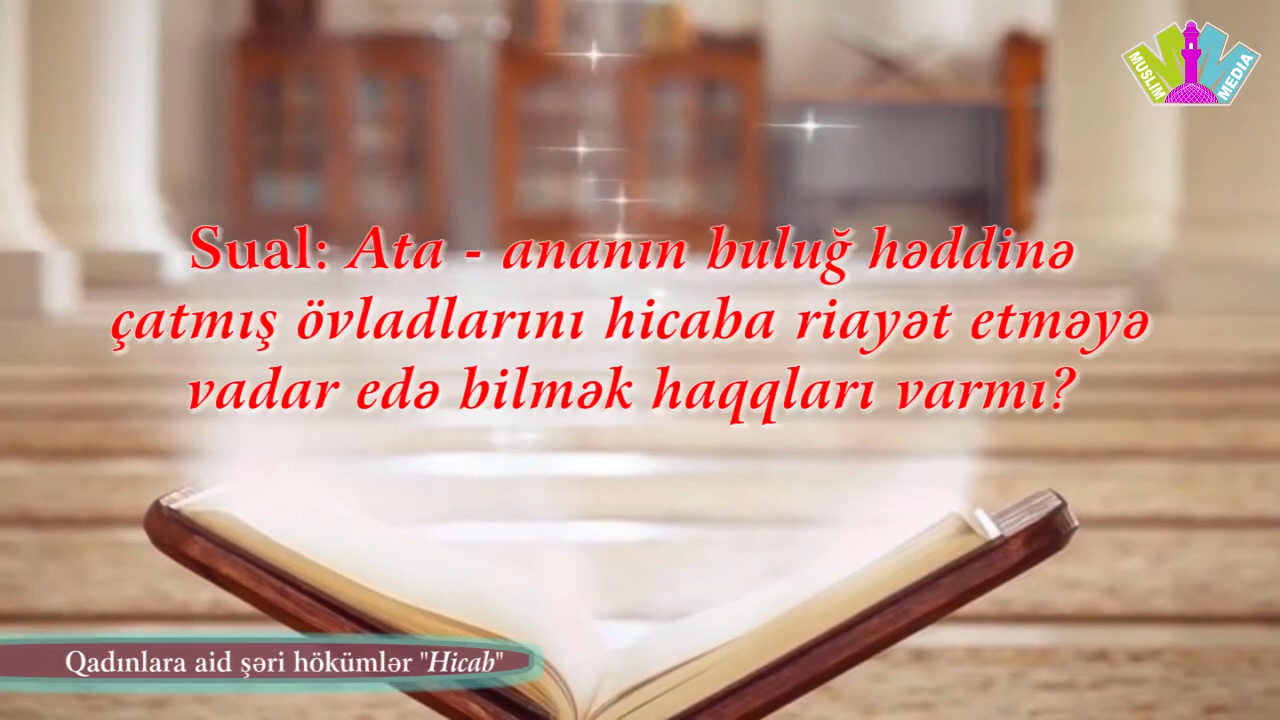 MUSLIM
MEDIA
Sual: Ata - ananın buluğ həddinə
çatmış övladlarını hicaba riayət etməyə
vadar edə bilmək haqqları varmı?
Qadınlara aid şəri hökümlər "Hicab"